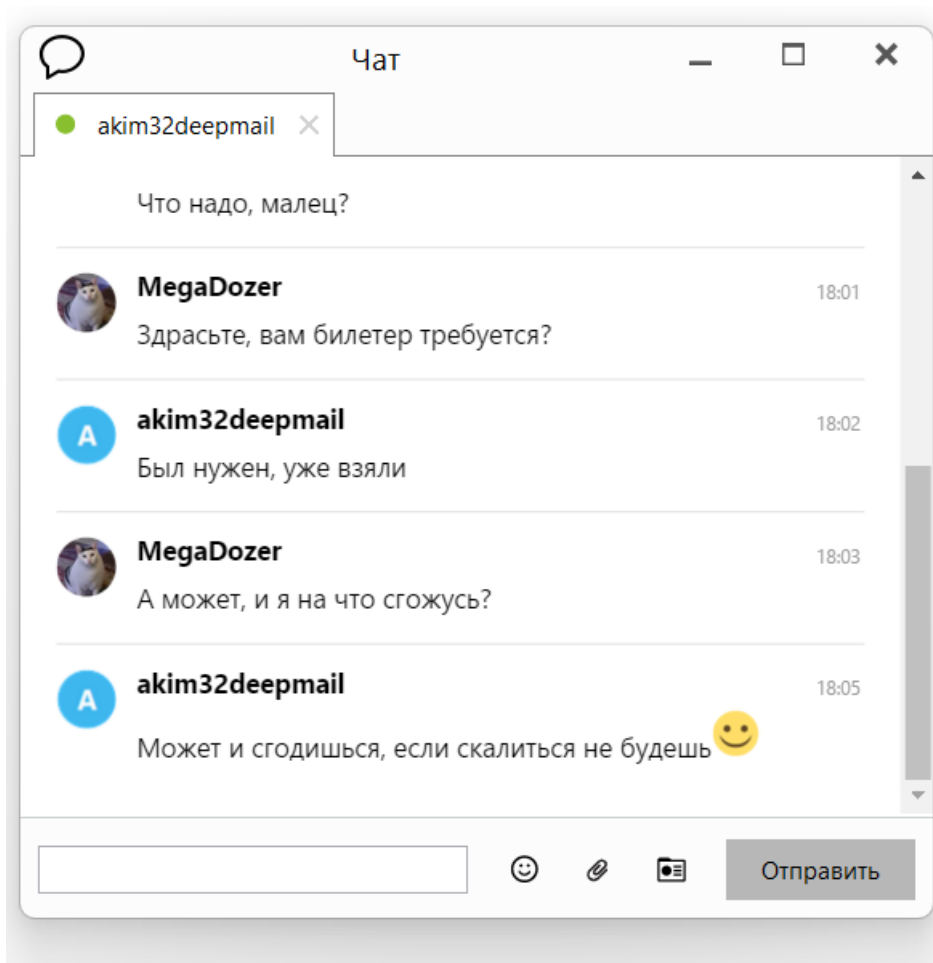 Чат
akim32deepmail
Что надо, малец?
MegaDozer
18:01
Здрасьте, вам билетер требуется?
akim32deepmail
18:02
Был нужен, уже взяли
MegaDozer
18:03
А может, и я на что сгожусь?
akim32deepmail
18:05
Может и сгодишься, если скалиться не будешь
Отправить